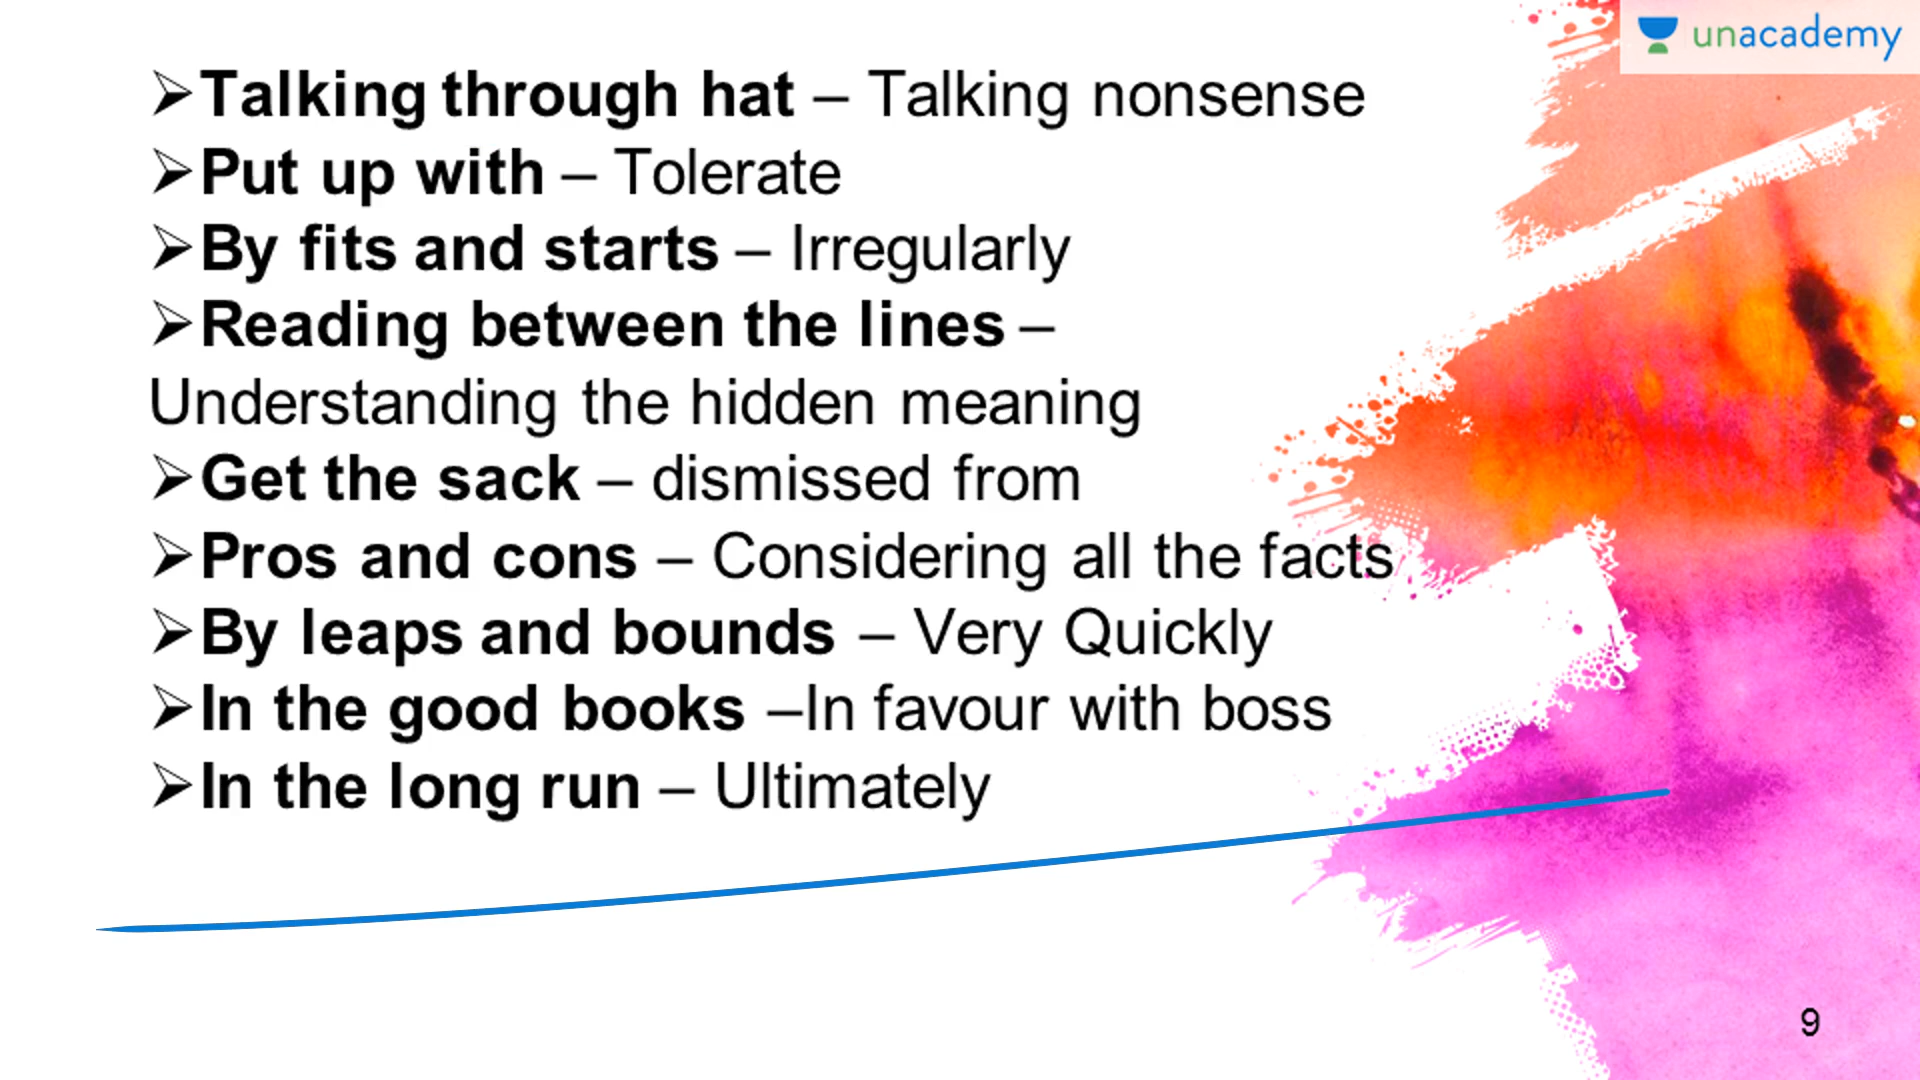 unacademy
➢Talking through hat – Talking nonsense
➢Put up with – Tolerate
➢By fits and starts – Irregularly
➢Reading between the lines –
Understanding the hidden meaning
➢Get the sack – dismissed from
➢Pros and cons – Considering all the facts
➢By leaps and bounds – Very Quickly
➢In the good books –In favour with boss
➢In the long run – Ultimately
9